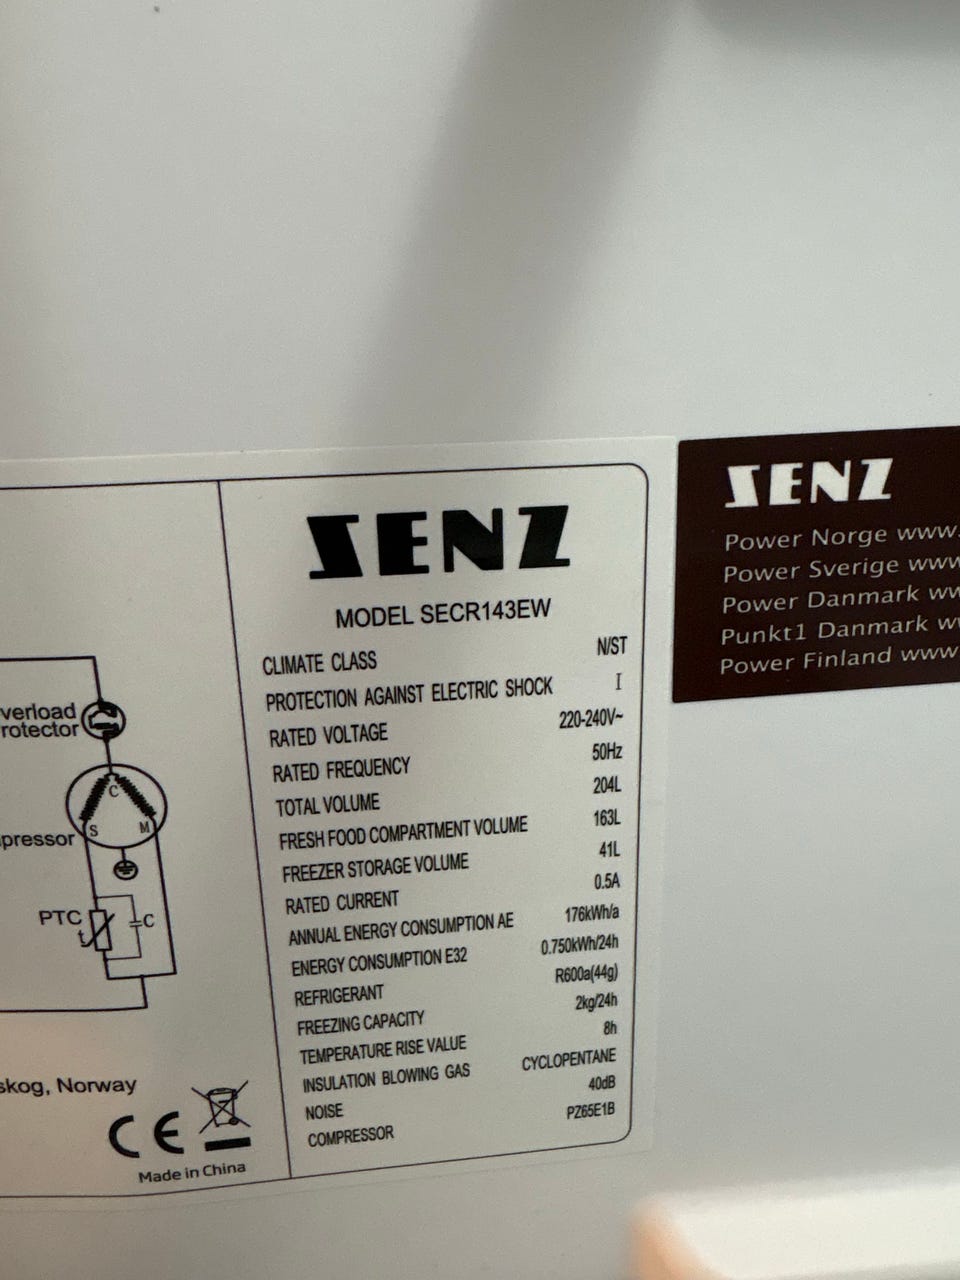 verload
rotector
C
S M
pressor
PTC
t
C
skog, Norway
CE
Made in China
SENZ
MODEL SECR143EW
CLIMATE CLASS N/ST
PROTECTION AGAINST ELECTRIC SHOCK I
RATED VOLTAGE 220-240V~
RATED FREQUENCY 50Hz
TOTAL VOLUME 204L
FRESH FOOD COMPARTMENT VOLUME 163L
FREEZER STORAGE VOLUME 41L
RATED CURRENT 0.5A
ANNUAL ENERGY CONSUMPTION AE 176kWh/a
ENERGY CONSUMPTION E32 0.750kWh/24h
REFRIGERANT R600a(44g)
FREEZING CAPACITY 2kg/24h
TEMPERATURE RISE VALUE 8h
INSULATION BLOWING GAS CYCLOPENTANE
NOISE 40dB
COMPRESSOR PZ65E1B
SENZ
Power Norge www.
Power Sverige www
Power Danmark ww
Punkt1 Danmark w
Power Finland www